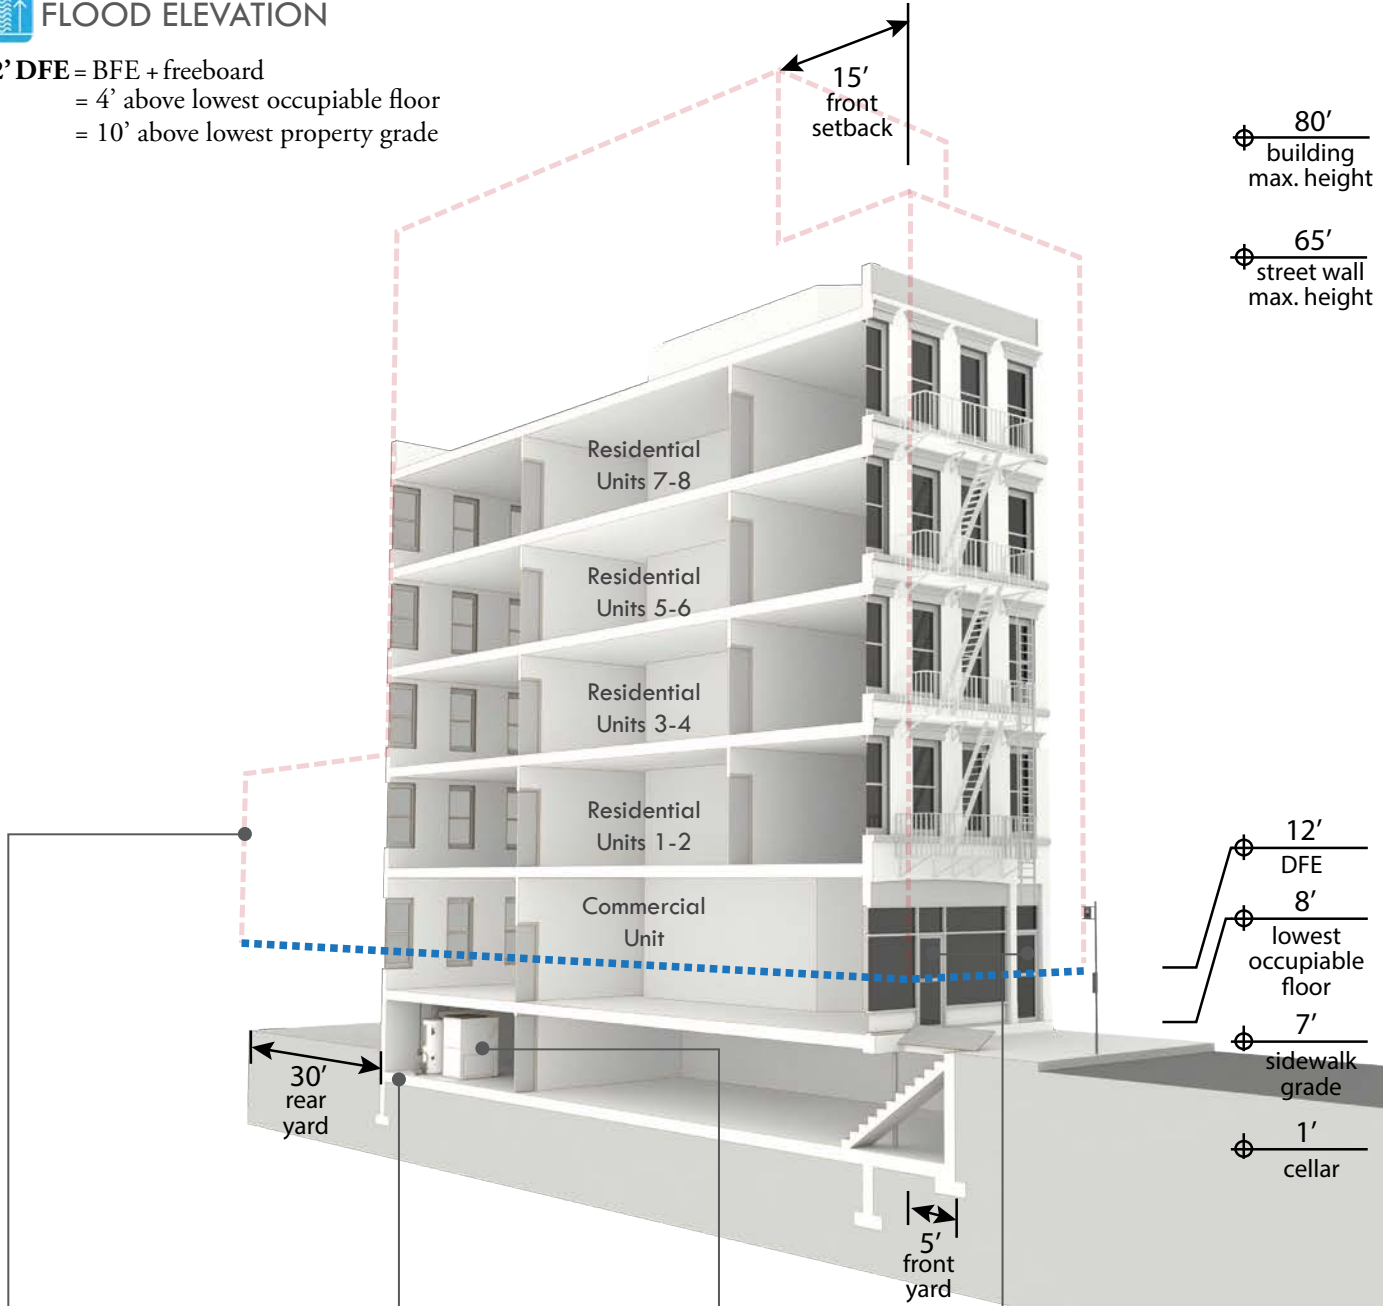 FLOOD ELEVATION
2’ DFE = BFE + freeboard
= 4’ above lowest occupiable floor
= 10’ above lowest property grade
15′
front
setback
80′
building
max. height
65′
street wall
max. height
Residential
Units 7-8
Residential
Units 5-6
Residential
Units 3-4
Residential
Units 1-2
Commercial
Unit
12′
DFE
8′
lowest
occupiable
floor
7′
sidewalk
grade
1′
cellar
30′
rear
yard
5′
front
yard